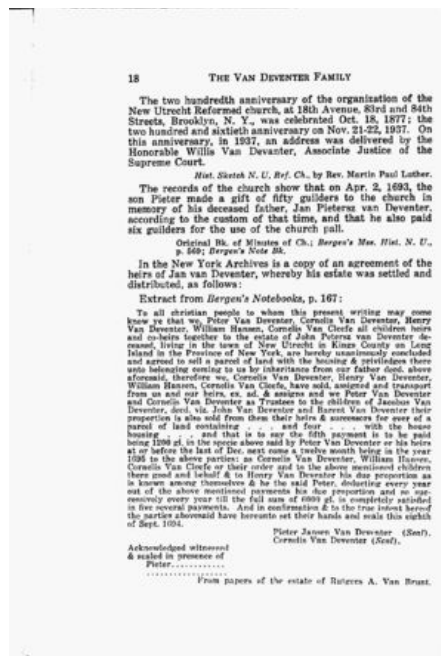 18 THE VAN DEVENTER FAMILY
The two hundredth anniversary of the organization of the
New Utrecht Reformed church, at 18th Avenue, 83rd and 84th
Streets, Brooklyn, N. Y., was celebrated Oct. 18, 1877; the
two hundred and sixtieth anniversary on Nov. 21-22, 1937. On
this anniversary, in 1937, an address was delivered by the
Honorable Willis Van Devanter, Associate Justice of the
Supreme Court.
Hist. Sketch N. U. Ref. Ch., by Rev. Martin Paul Luther.
The records of the church show that on Apr. 2, 1693, the
son Pieter made a gift of fifty guilders to the church in
memory of his deceased father, Jan Pietersz van Deventer,
according to the custom of that time, and that he also paid
six guilders for the use of the church pall.
Original Bk. of Minutes of Ch.; Bergen's Mss. Hist. N. U.,
p. 569; Bergen's Note Bk.
In the New York Archives is a copy of an agreement of the
heirs of Jan van Deventer, whereby his estate was settled and
distributed, as follows:
Extract from Bergen's Notebooks, p. 167:
To all christian people to whom this present writing may come
know ye that we, Peter Van Deventer, Cornelis Van Deventer, Henry
Van Deventer, William Hansen, Cornelis Van Cleefe all children heirs
and co-heirs together to the estate of John Petersz van Deventer de-
ceased, living in the town of New Utrecht in Kings County on Long
Island in the Province of New York, are hereby unanimously concluded
and agreed to sell a parcel of land with the housing & priviledges there
unto belonging coming to us by inheritance from our father deed. above
aforesaid, therefore we, Cornelis Van Deventer, Henry Van Deventer,
William Hansen, Cornelis Van Cleefe, have sold, assigned and transport
from us and our heirs, ex. ad. & assigns and we Peter Van Deventer
and Cornelis Van Deventer as Trustees to the children of Jacobus Van
Deventer, decd. viz. John Van Deventer and Barent Van Deventer their
proportion is also sold from them their heirs & successors for ever of a
parcel of land containing . . . and four . . . with the house
housing . . . and that is to say the fifth payment is to be paid
being 1200 gl. in the specie above said by Peter Van Deventer or his heirs
at or before the last of Dec. next come a twelve month being in the year
1695 to the above parties: as Cornelis Van Deventer, William Hansen,
Cornelis Van Cleefe or their order and to the above mentioned children
there good and behalf & to Henry Van Deventer his due proportion as
is known among themselves & he the said Peter, deducting every year
out of the above mentioned payments his due proportion and so suc-
cessively every year till the full sum of 6000 gl. is completely satisfied
in five several payments. And in confirmation & to the true intent hereof
the parties abovesaid have hereunto set their hands and seals this eighth
of Sept. 1694.
Pieter Jansen Van Deventer (Seal).
Cornelis Van Deventer (Seal).
Acknowledged witnessed
& sealed in presence of
Pieter............
..................
From papers of the estate of Rutgers A. Van Brunt.